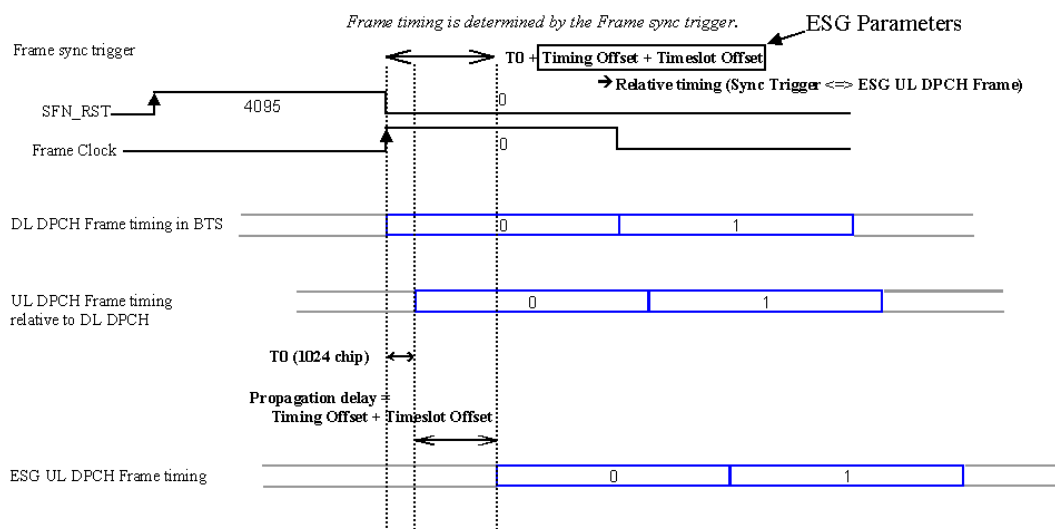 Frame timing is determined by the Frame sync trigger.
ESG Parameters
Frame sync trigger
T0 + Timing Offset + Timeslot Offset
➔ Relative timing (Sync Trigger <=> ESG UL DPCH Frame)
SFN_RST
4095
0
Frame Clock
0
DL DPCH Frame timing in BTS
0
1
UL DPCH Frame timing
relative to DL DPCH
0
1
T0 (1024 chip)
Propagation delay =
Timing Offset + Timeslot Offset
ESG UL DPCH Frame timing
0
1